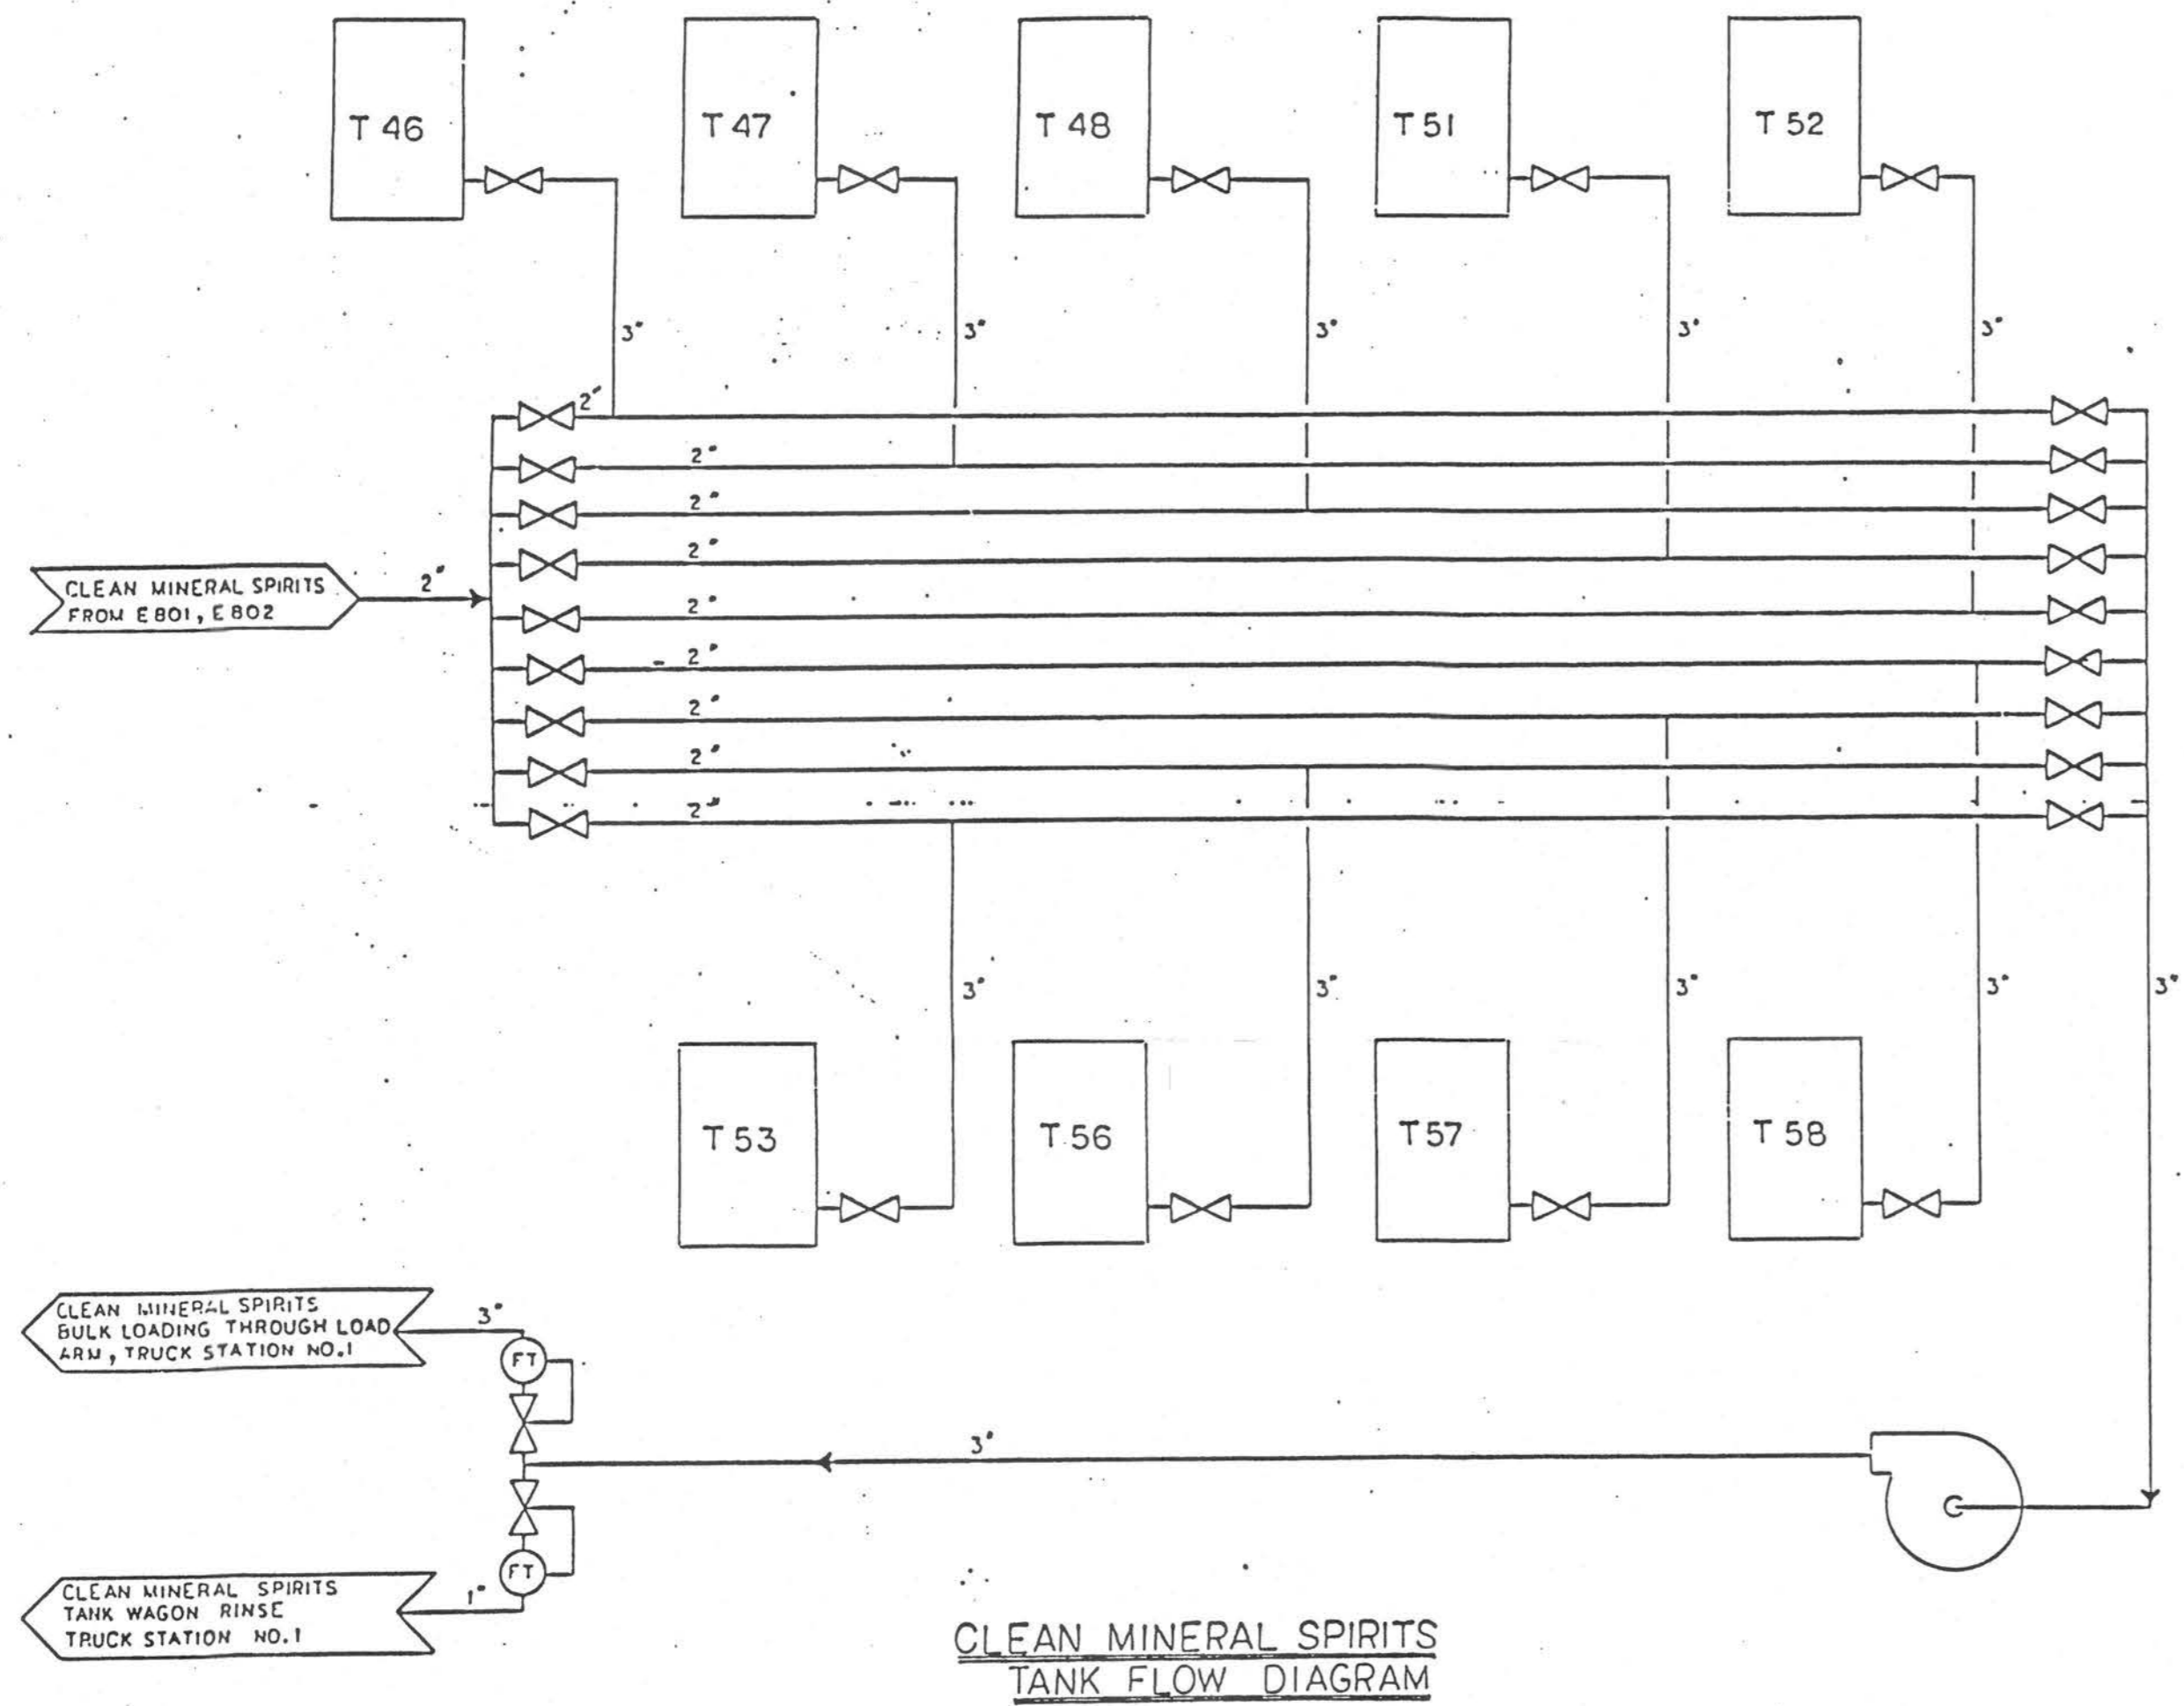 T 46
T 47
T 48
T 51
T 52
3"
3"
3"
3"
3"
2"
2"
2"
2"
2"
2"
2"
2"
2"
CLEAN MINERAL SPIRITS
FROM E801, E802
2"
3"
3"
3"
3"
3"
T 53
T 56
T 57
T 58
CLEAN MINERAL SPIRITS
BULK LOADING THROUGH LOAD
ARM, TRUCK STATION NO.1
3"
FT
3"
FT
CLEAN MINERAL SPIRITS
TANK WAGON RINSE
TRUCK STATION NO.1
1"
CLEAN MINERAL SPIRITS
TANK FLOW DIAGRAM